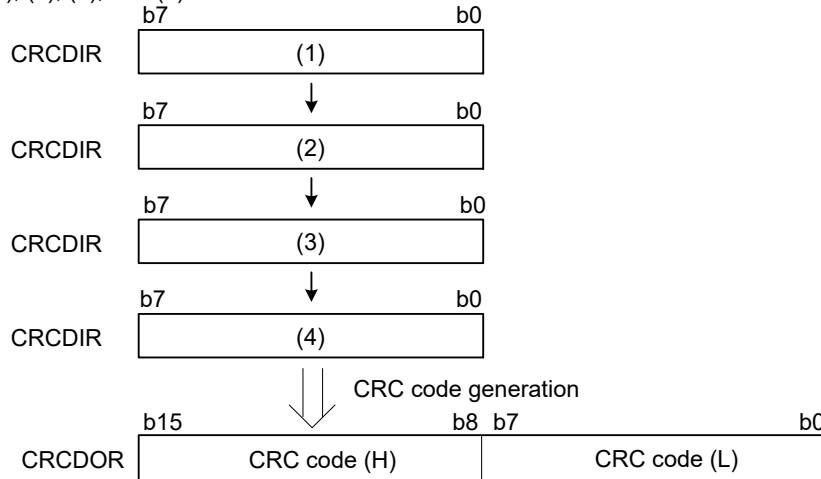 b7 b0
CRCDIR (1)
b7 b0
CRCDIR (2)
b7 b0
CRCDIR (3)
b7 b0
CRCDIR (4)
CRC code generation
b15 b8 b7 b0
CRCDOR CRC code (H) CRC code (L)